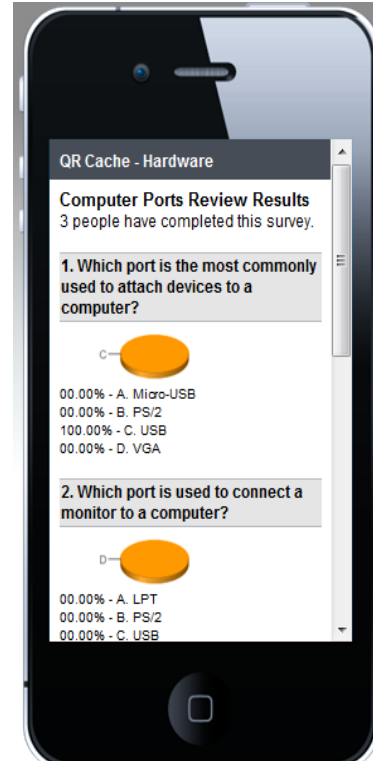 QR Cache - Hardware
Computer Ports Review Results
3 people have completed this survey.
1. Which port is the most commonly
used to attach devices to a
computer?
C
00.00% - A. Micro-USB
00.00% - B. PS/2
100.00% - C. USB
00.00% - D. VGA
2. Which port is used to connect a
monitor to a computer?
D
00.00% - A. LPT
00.00% - B. PS/2
00.00% - C. USB